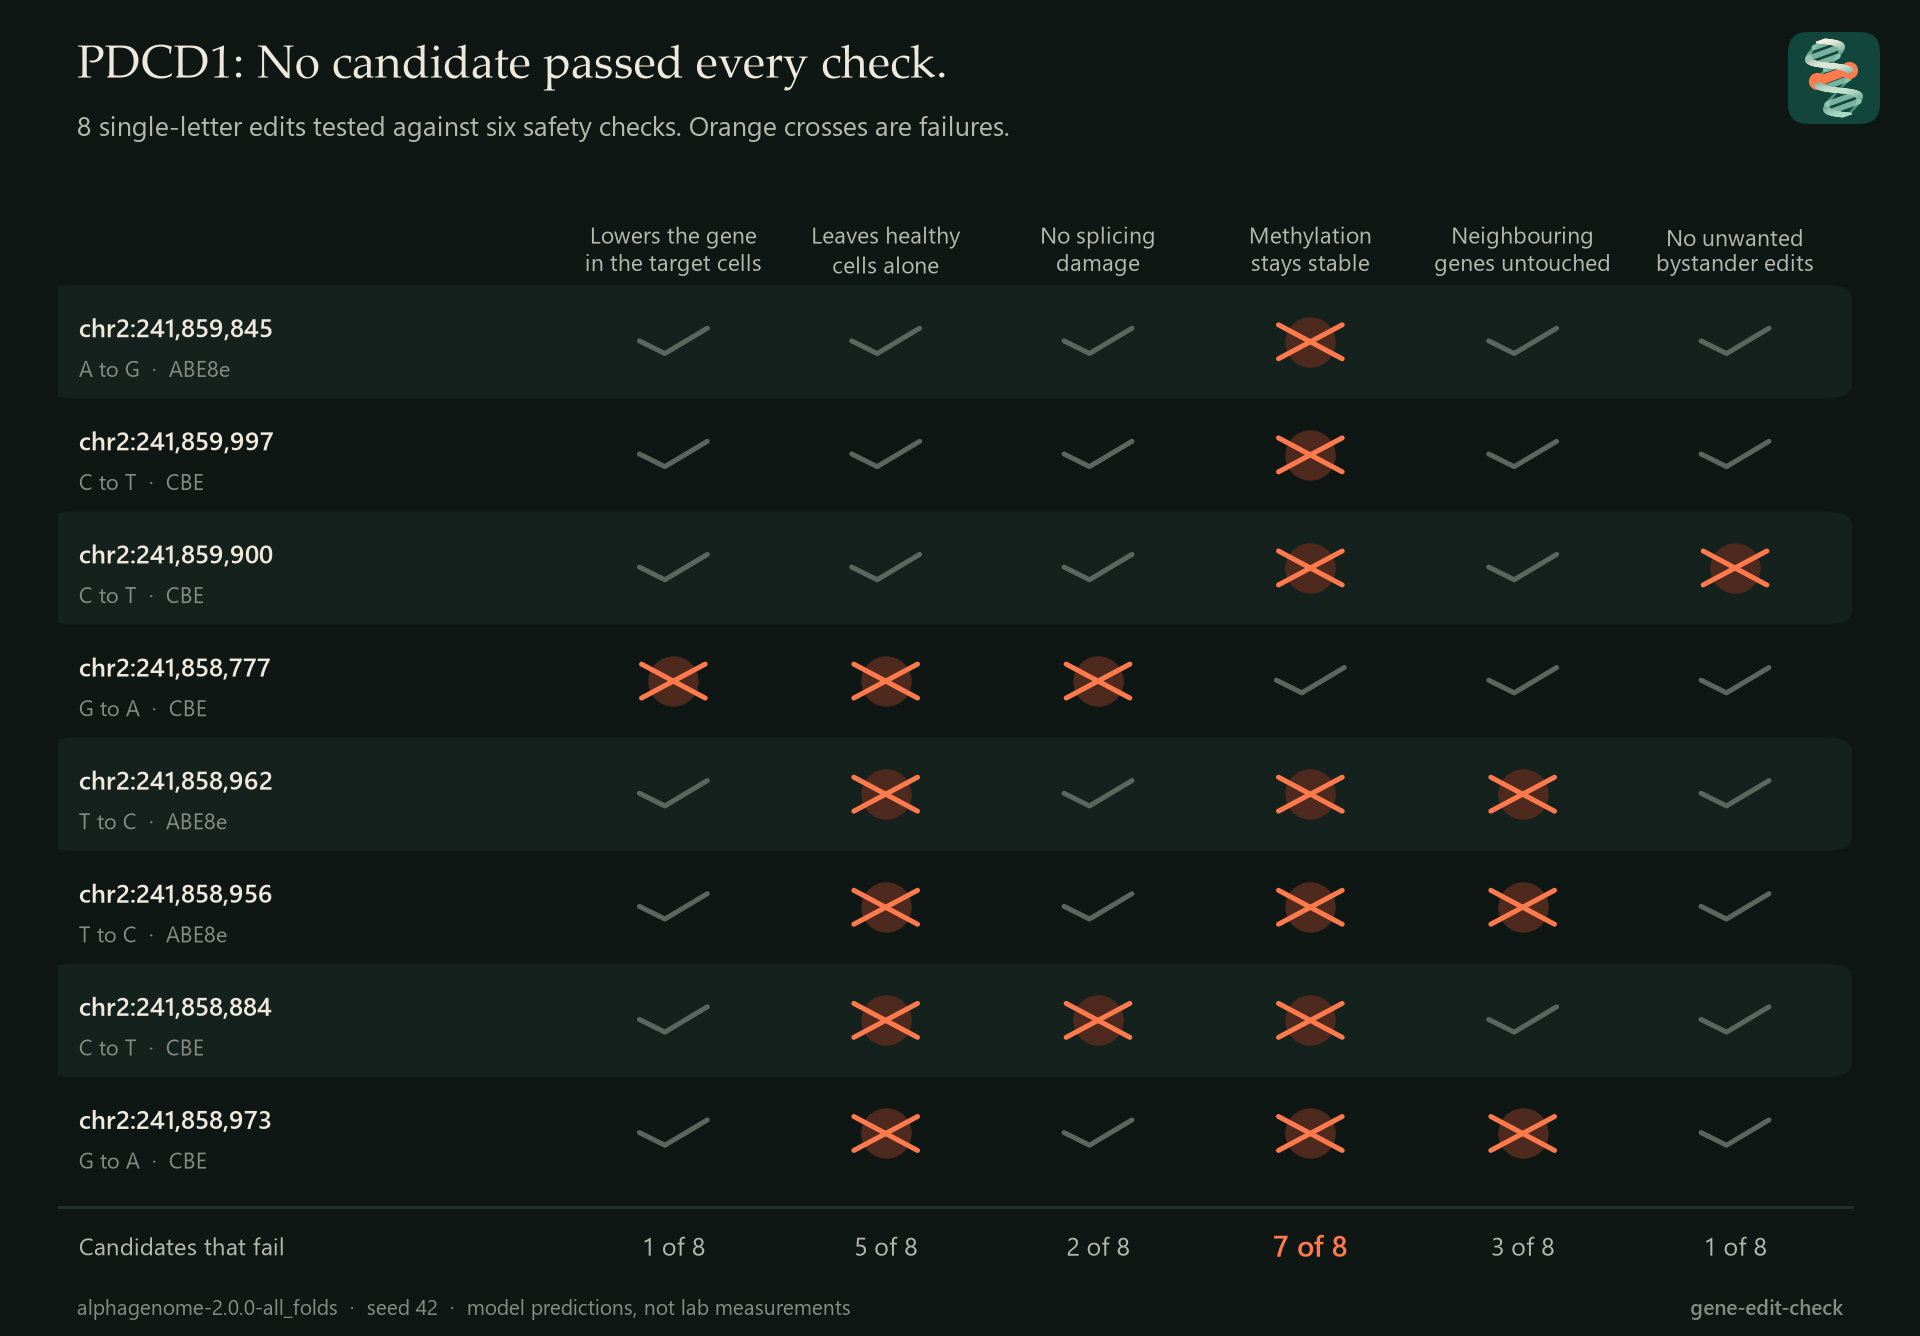 PDCD1: No candidate passed every check.
8 single-letter edits tested against six safety checks. Orange crosses are failures.
Lowers the gene
in the target cells
Leaves healthy
cells alone
No splicing
damage
Methylation
stays stable
Neighbouring
genes untouched
No unwanted
bystander edits
chr2:241,859,845
A to G · ABE8e
chr2:241,859,997
C to T · CBE
chr2:241,859,900
C to T · CBE
chr2:241,858,777
G to A · CBE
chr2:241,858,962
T to C · ABE8e
chr2:241,858,956
T to C · ABE8e
chr2:241,858,884
C to T · CBE
chr2:241,858,973
G to A · CBE
Candidates that fail 1 of 8 5 of 8 2 of 8 7 of 8 3 of 8 1 of 8
alphagenome-2.0.0-all_folds · seed 42 · model predictions, not lab measurements
gene-edit-check